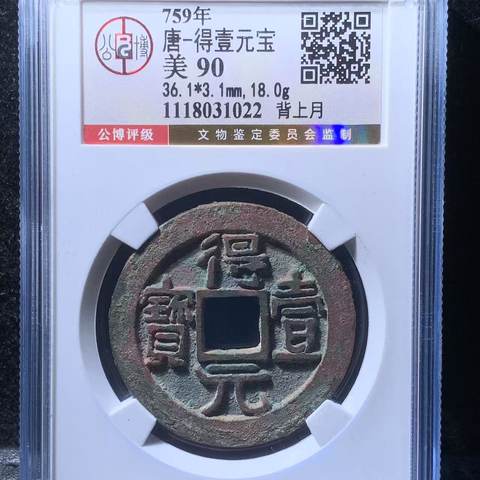 759年
唐-得壹元宝
美 90
36.1*3.1mm,18.0g
1118031022 背上月
公博
公博评级 文物鉴定委员会监制
得
壹
元
寶